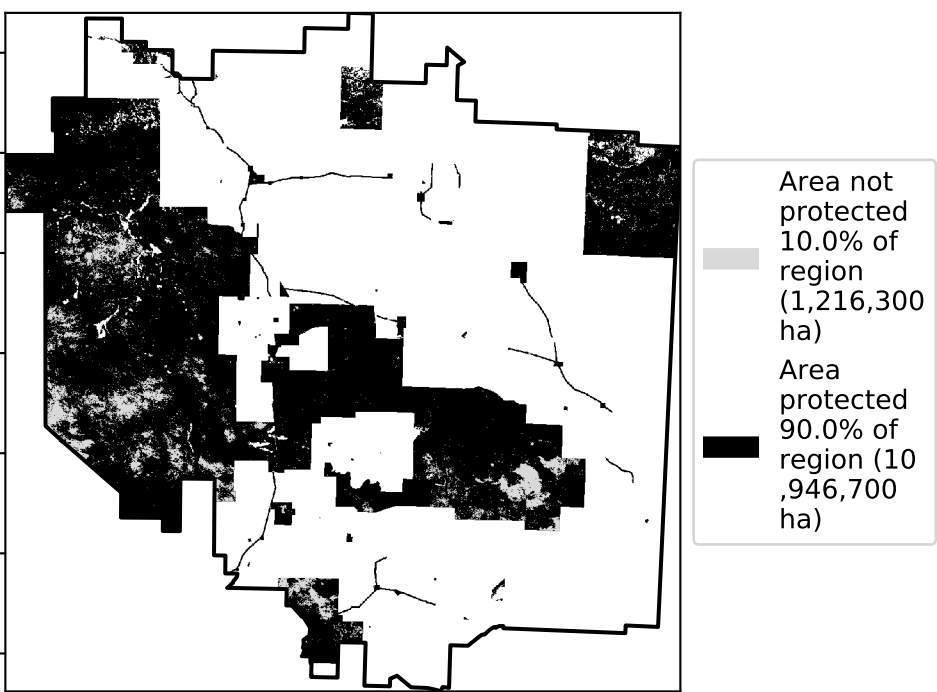 Area not
protected
10.0% of
region
(1,216,300
ha)
Area
protected
90.0% of
region (10
,946,700
ha)